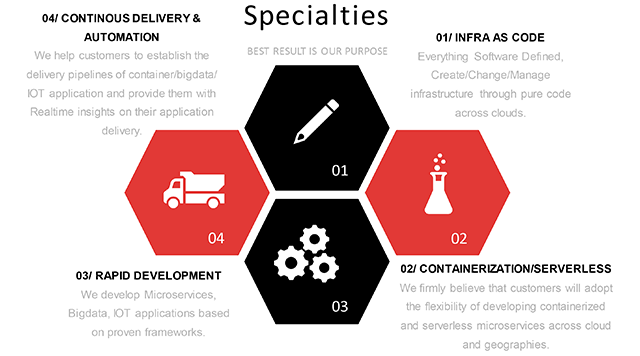 Specialties
BEST RESULT IS OUR PURPOSE
04/ CONTINOUS DELIVERY &
AUTOMATION
We help customers to establish the
delivery pipelines of container/bigdata/
IOT application and provide them with
Realtime insights on their application
delivery.
01/ INFRA AS CODE
Everything Software Defined,
Create/Change/Manage
infrastructure through pure code
across clouds.
01
04
02
03
03/ RAPID DEVELOPMENT
We develop Microservices,
Bigdata, IOT applications based
on proven frameworks.
02/ CONTAINERIZATION/SERVERLESS
We firmly believe that customers will adopt
the flexibility of developing containerized
and serverless microservices across cloud
and geographies.